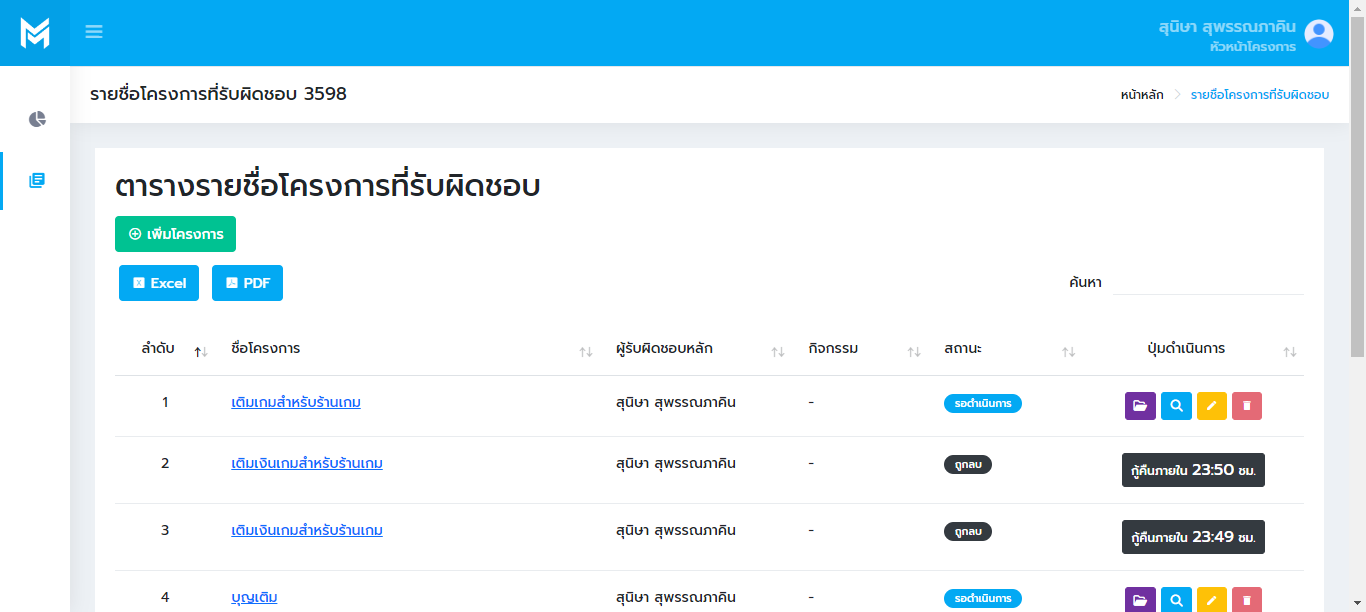 สุนิษา สุพรรณภาคิน
หัวหน้าโครงการ
รายชื่อโครงการที่รับผิดชอบ 3598
หน้าหลัก > รายชื่อโครงการที่รับผิดชอบ
ตารางรายชื่อโครงการที่รับผิดชอบ
เพิ่มโครงการ
Excel PDF ค้นหา
ลำดับ ชื่อโครงการ ผู้รับผิดชอบหลัก กิจกรรม สถานะ ปุ่มดำเนินการ
1 เติมเกมสำหรับร้านเกม สุนิษา สุพรรณภาคิน - รอดำเนินการ
2 เติมเงินเกมสำหรับร้านเกม สุนิษา สุพรรณภาคิน - ถูกลบ กู้คืนภายใน 23:50 ชม.
3 เติมเงินเกมสำหรับร้านเกม สุนิษา สุพรรณภาคิน - ถูกลบ กู้คืนภายใน 23:49 ชม.
4 บุญเติม สุนิษา สุพรรณภาคิน - รอดำเนินการ